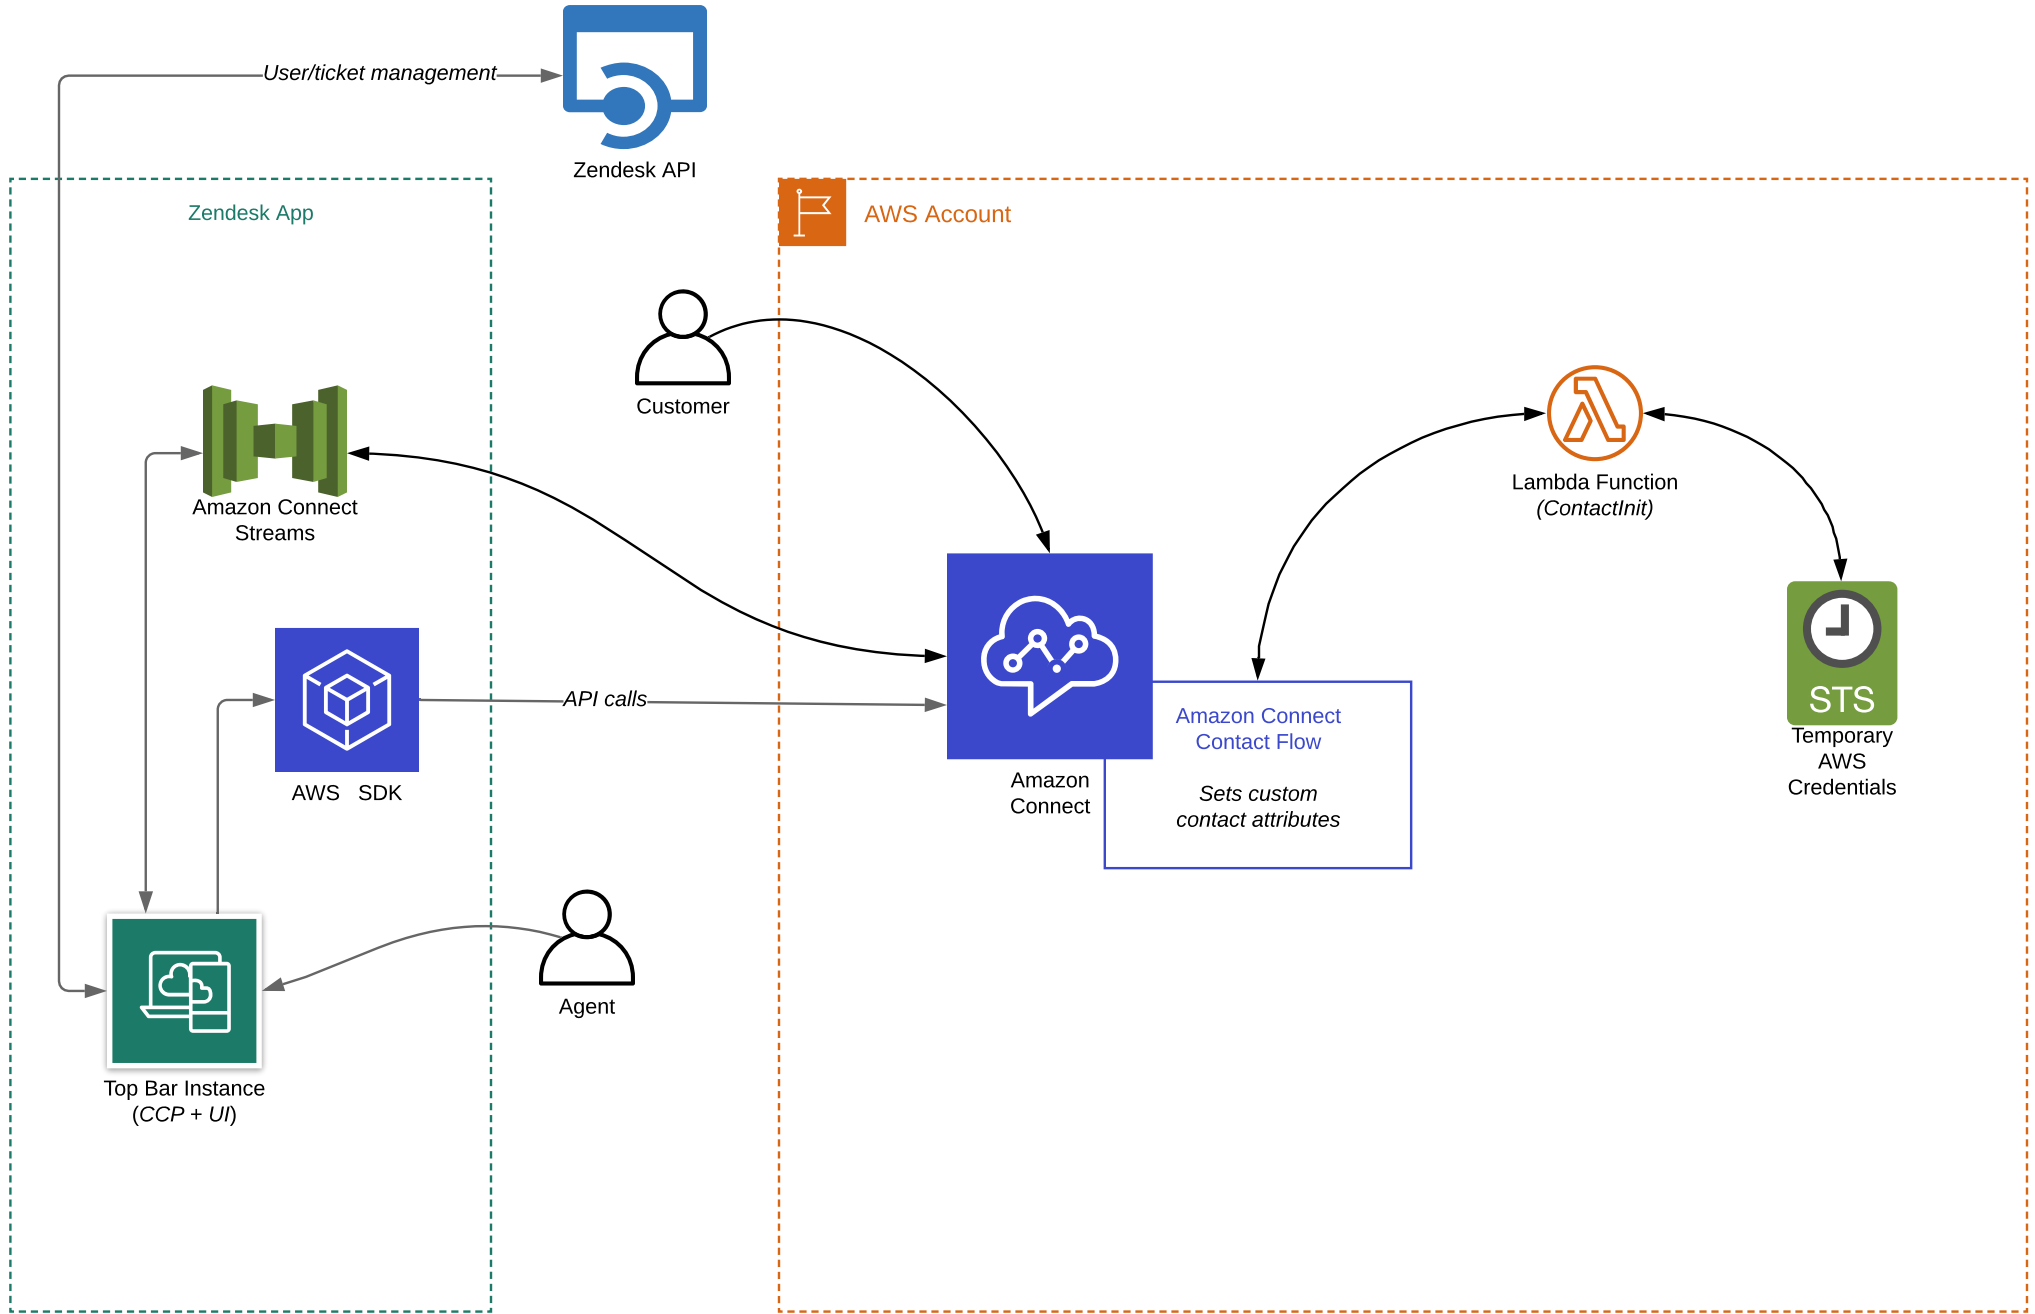 User/ticket management
Zendesk API
Zendesk App
AWS Account
Customer
Amazon Connect
Streams
Lambda Function
(ContactInit)
AWS SDK
API calls
Amazon
Connect
Amazon Connect
Contact Flow
Sets custom
contact attributes
STS
Temporary
AWS
Credentials
Agent
Top Bar Instance
(CCP + UI)